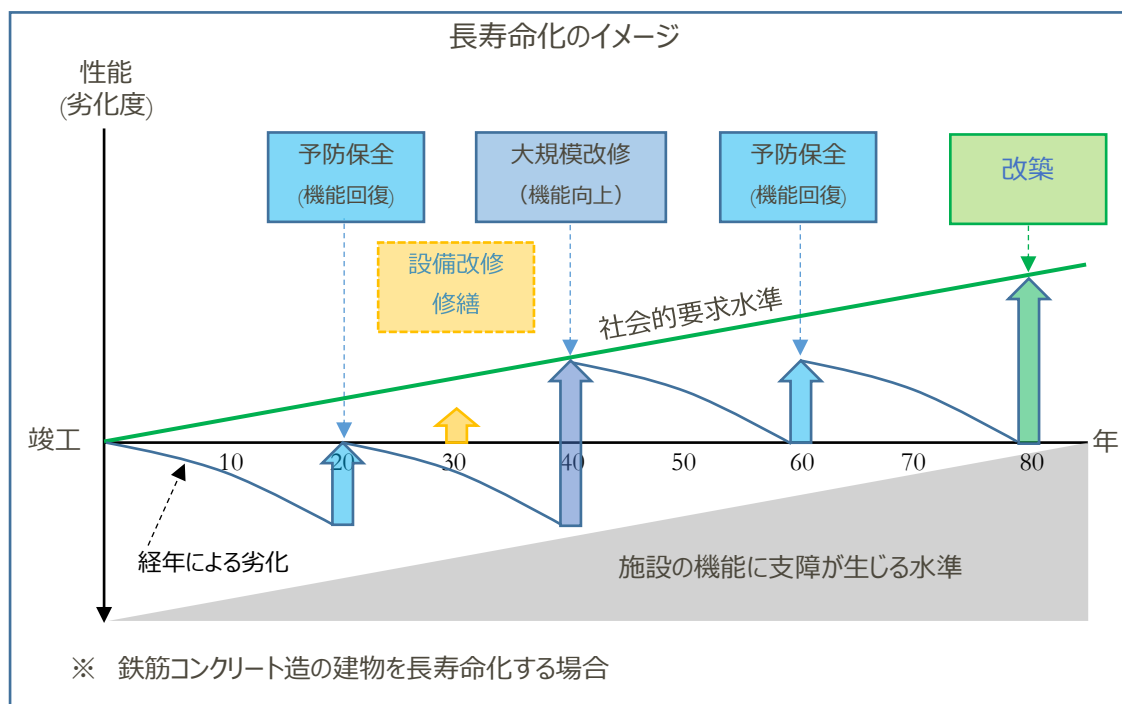 長寿命化のイメージ
性能
(劣化度)
予防保全
(機能回復)
大規模改修
（機能向上）
予防保全
(機能回復)
改築
設備改修
修繕
社会的要求水準
竣工
10
20
30
40
50
60
70
80
年
経年による劣化
施設の機能に支障が生じる水準
※　鉄筋コンクリート造の建物を長寿命化する場合